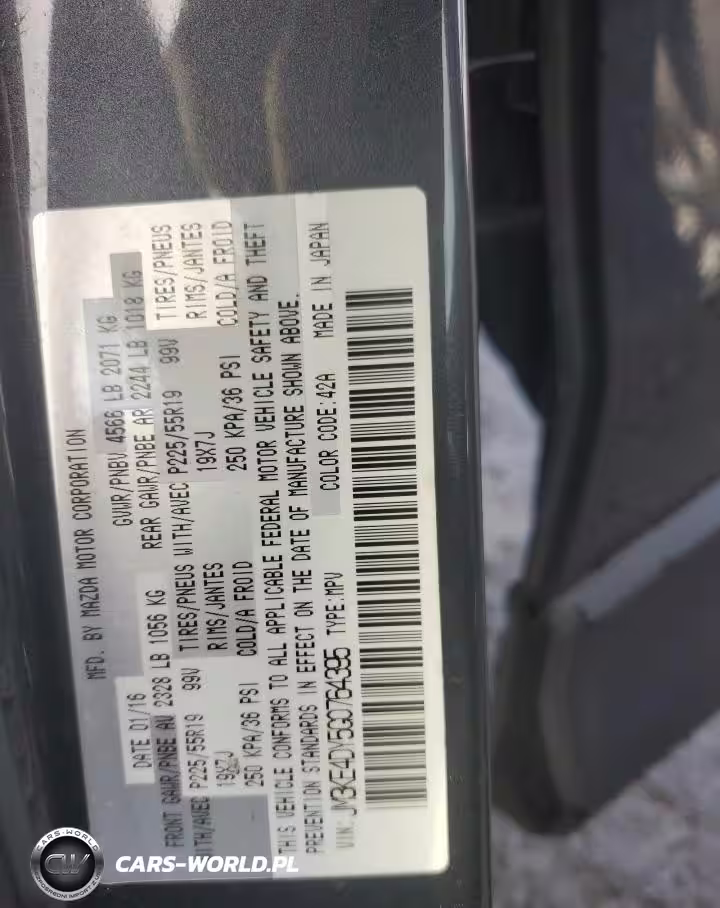 MFD. BY MAZDA MOTOR CORPORATION
DATE 01/16 GVWR/PNBV 4566 LB 2071 KG
FRONT GAWR/PNBE AV 2328 LB 1056 KG REAR GAWR/PNBE AR 2244 LB 1018 KG
WITH/AVEC P225/55R19 99V TIRES/PNEUS WITH/AVEC P225/55R19 99V TIRES/PNEUS
19X7J RIMS/JANTES 19X7J RIMS/JANTES
250 KPA/36 PSI COLD/A FROID 250 KPA/36 PSI COLD/A FROID
THIS VEHICLE CONFORMS TO ALL APPLICABLE FEDERAL MOTOR VEHICLE SAFETY AND THEFT
PREVENTION STANDARDS IN EFFECT ON THE DATE OF MANUFACTURE SHOWN ABOVE.
VIN: JM3KE4DY5G0764395 TYPE:MPV COLOR CODE:42A MADE IN JAPAN
CARS-WORLD
CW
CARS-WORLD.PL